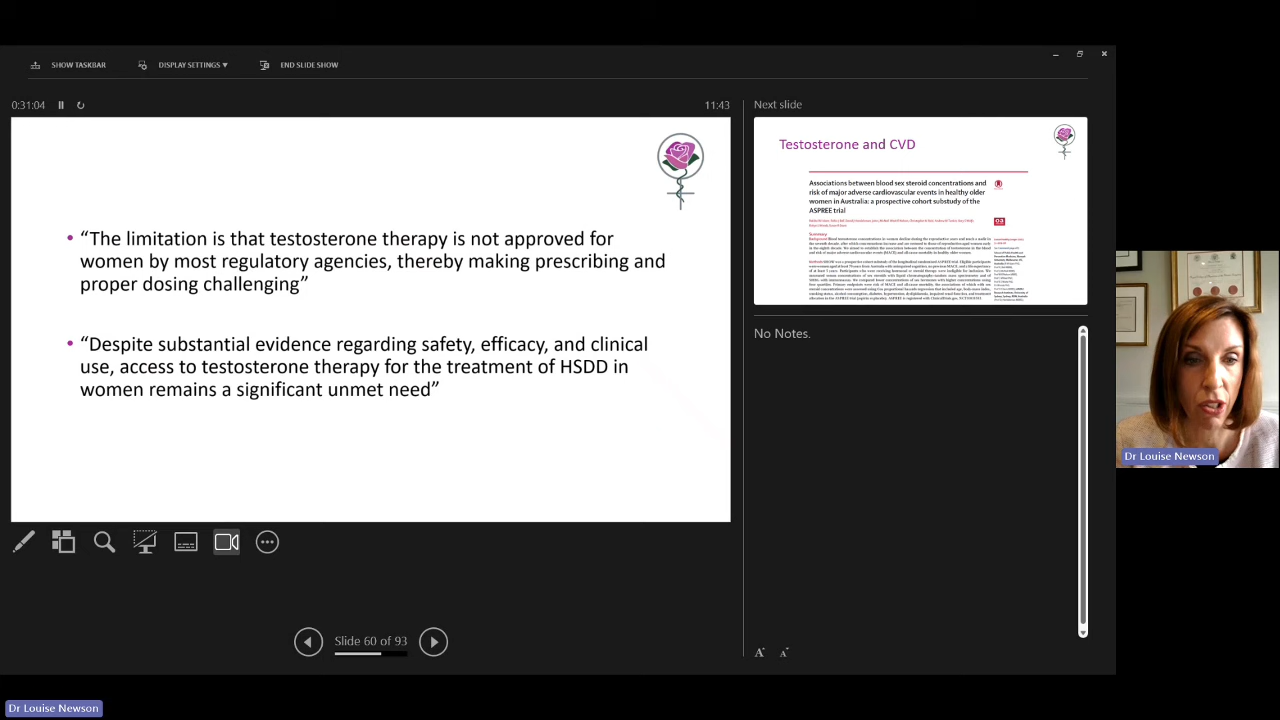 SHOW TASKBAR
DISPLAY SETTINGS ▼
END SLIDE SHOW
0:31:04
11:43
• “The limitation is that testosterone therapy is not approved for
women by most regulatory agencies, thereby making prescribing and
proper dosing challenging”
• “Despite substantial evidence regarding safety, efficacy, and clinical
use, access to testosterone therapy for the treatment of HSDD in
women remains a significant unmet need”
Slide 60 of 93
Next slide
Testosterone and CVD
Associations between blood sex steroid concentrations and
risk of major adverse cardiovascular events in healthy older
women in Australia: a prospective cohort substudy of the
ASPREE trial
Summary
No Notes.
A
A
Dr Louise Newson
Dr Louise Newson